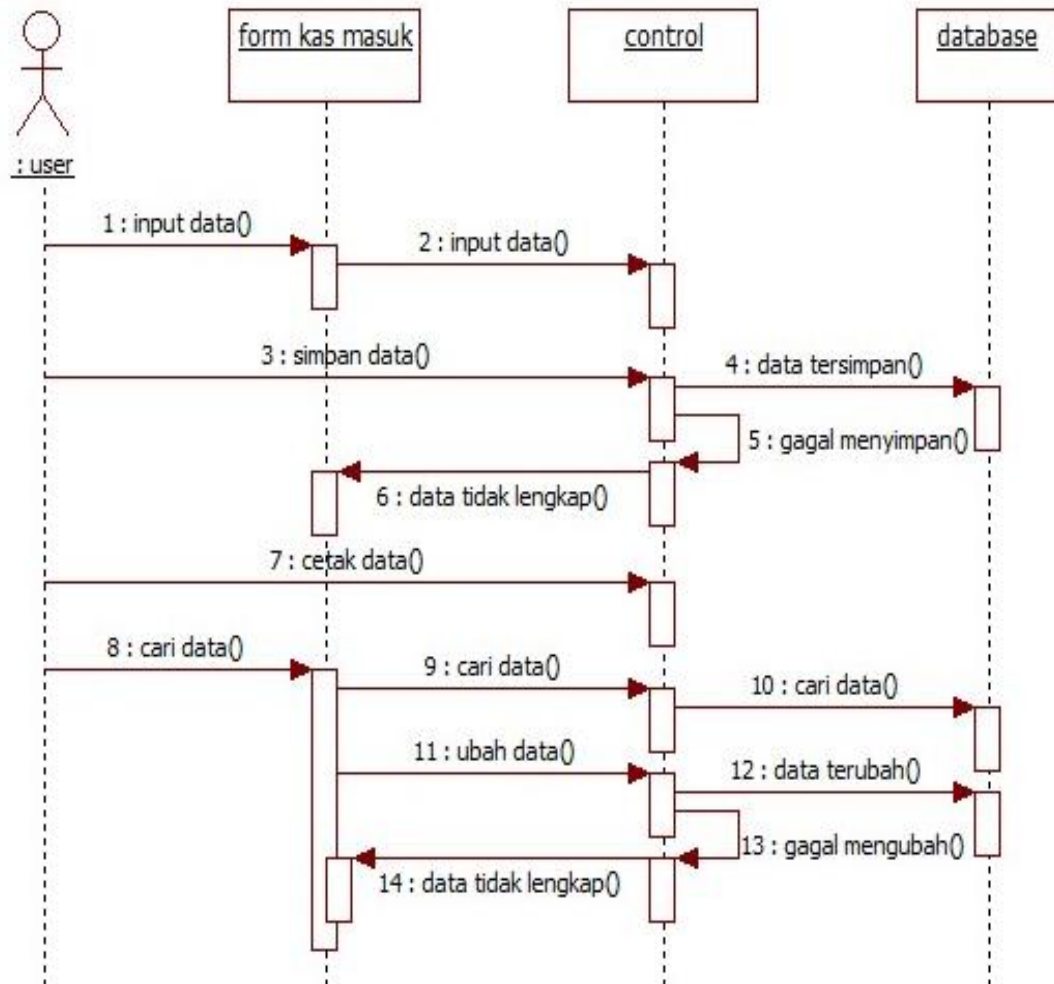 form kas masuk
control
database
: user
1 : input data()
2 : input data()
3 : simpan data()
4 : data tersimpan()
5 : gagal menyimpan()
6 : data tidak lengkap()
7 : cetak data()
8 : cari data()
9 : cari data()
10 : cari data()
11 : ubah data()
12 : data terubah()
13 : gagal mengubah()
14 : data tidak lengkap()